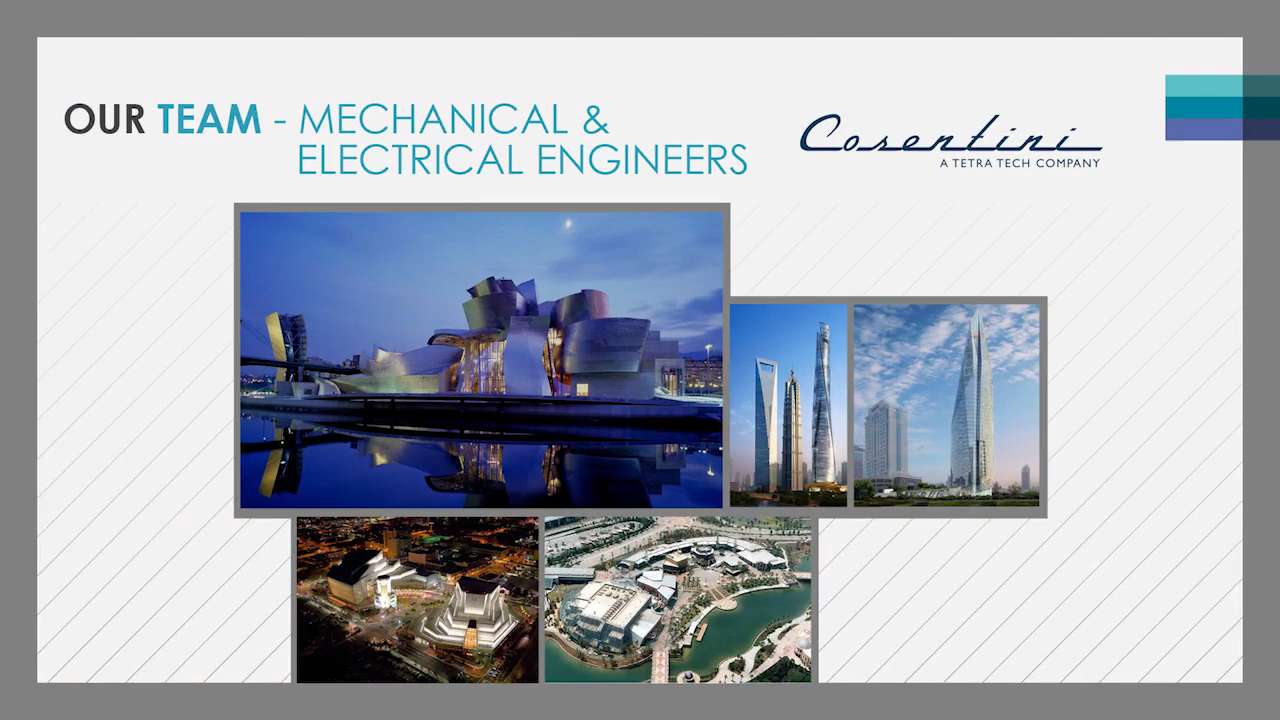 OUR TEAM - MECHANICAL &
ELECTRICAL ENGINEERS
Cosentini
A TETRA TECH COMPANY